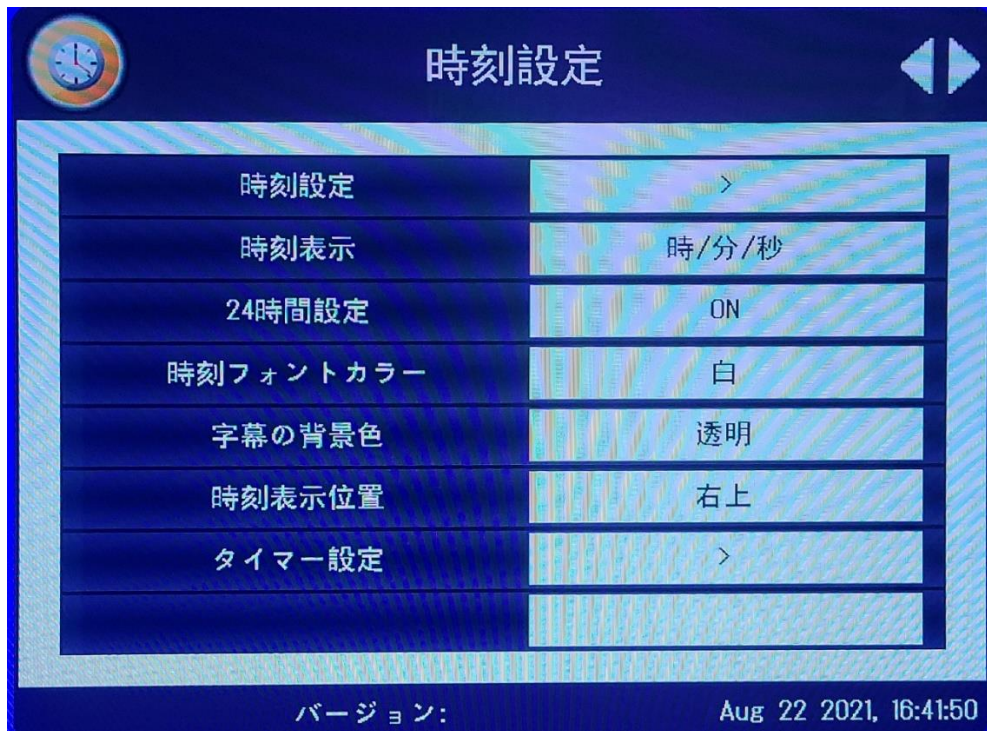 時刻設定
時刻設定 >
時刻表示 時/分/秒
24時間設定 ON
時刻フォントカラー 白
字幕の背景色 透明
時刻表示位置 右上
タイマー設定 >
バージョン: Aug 22 2021, 16:41:50